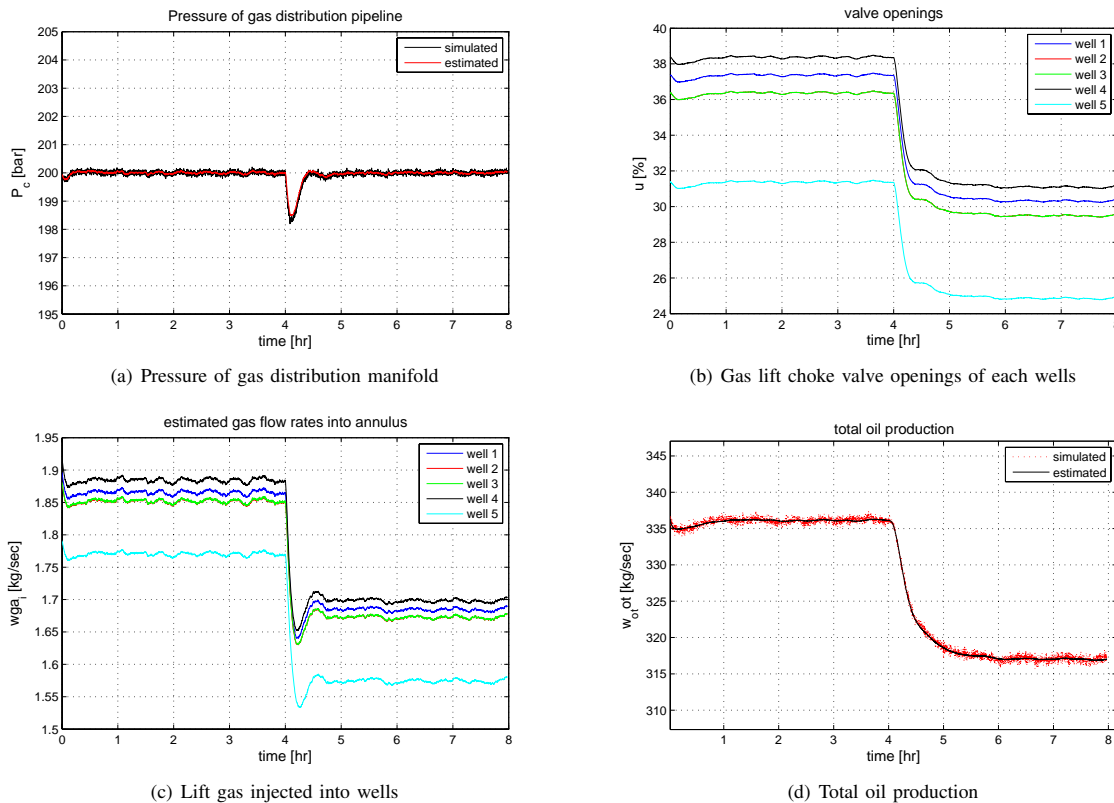 Pressure of gas distribution pipeline
205
204
203
202
201
200
199
198
197
196
195
P_c [bar]
simulated
estimated
0 1 2 3 4 5 6 7 8
time [hr]
(a) Pressure of gas distribution manifold
valve openings
40
38
36
34
32
30
28
26
24
u [%]
well 1
well 2
well 3
well 4
well 5
0 1 2 3 4 5 6 7 8
time [hr]
(b) Gas lift choke valve openings of each wells
estimated gas flow rates into annulus
1.95
1.9
1.85
1.8
1.75
1.7
1.65
1.6
1.55
1.5
wga_i [kg/sec]
well 1
well 2
well 3
well 4
well 5
0 1 2 3 4 5 6 7 8
time [hr]
(c) Lift gas injected into wells
total oil production
345
340
335
330
325
320
315
310
w_ot [kg/sec]
simulated
estimated
1 2 3 4 5 6 7 8
time [hr]
(d) Total oil production